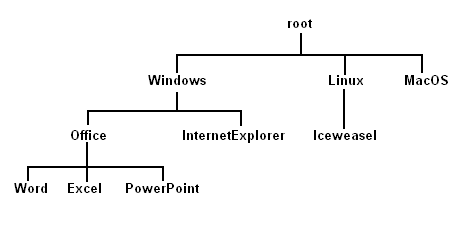 root
Windows Linux MacOS
Office InternetExplorer Iceweasel
Word Excel PowerPoint